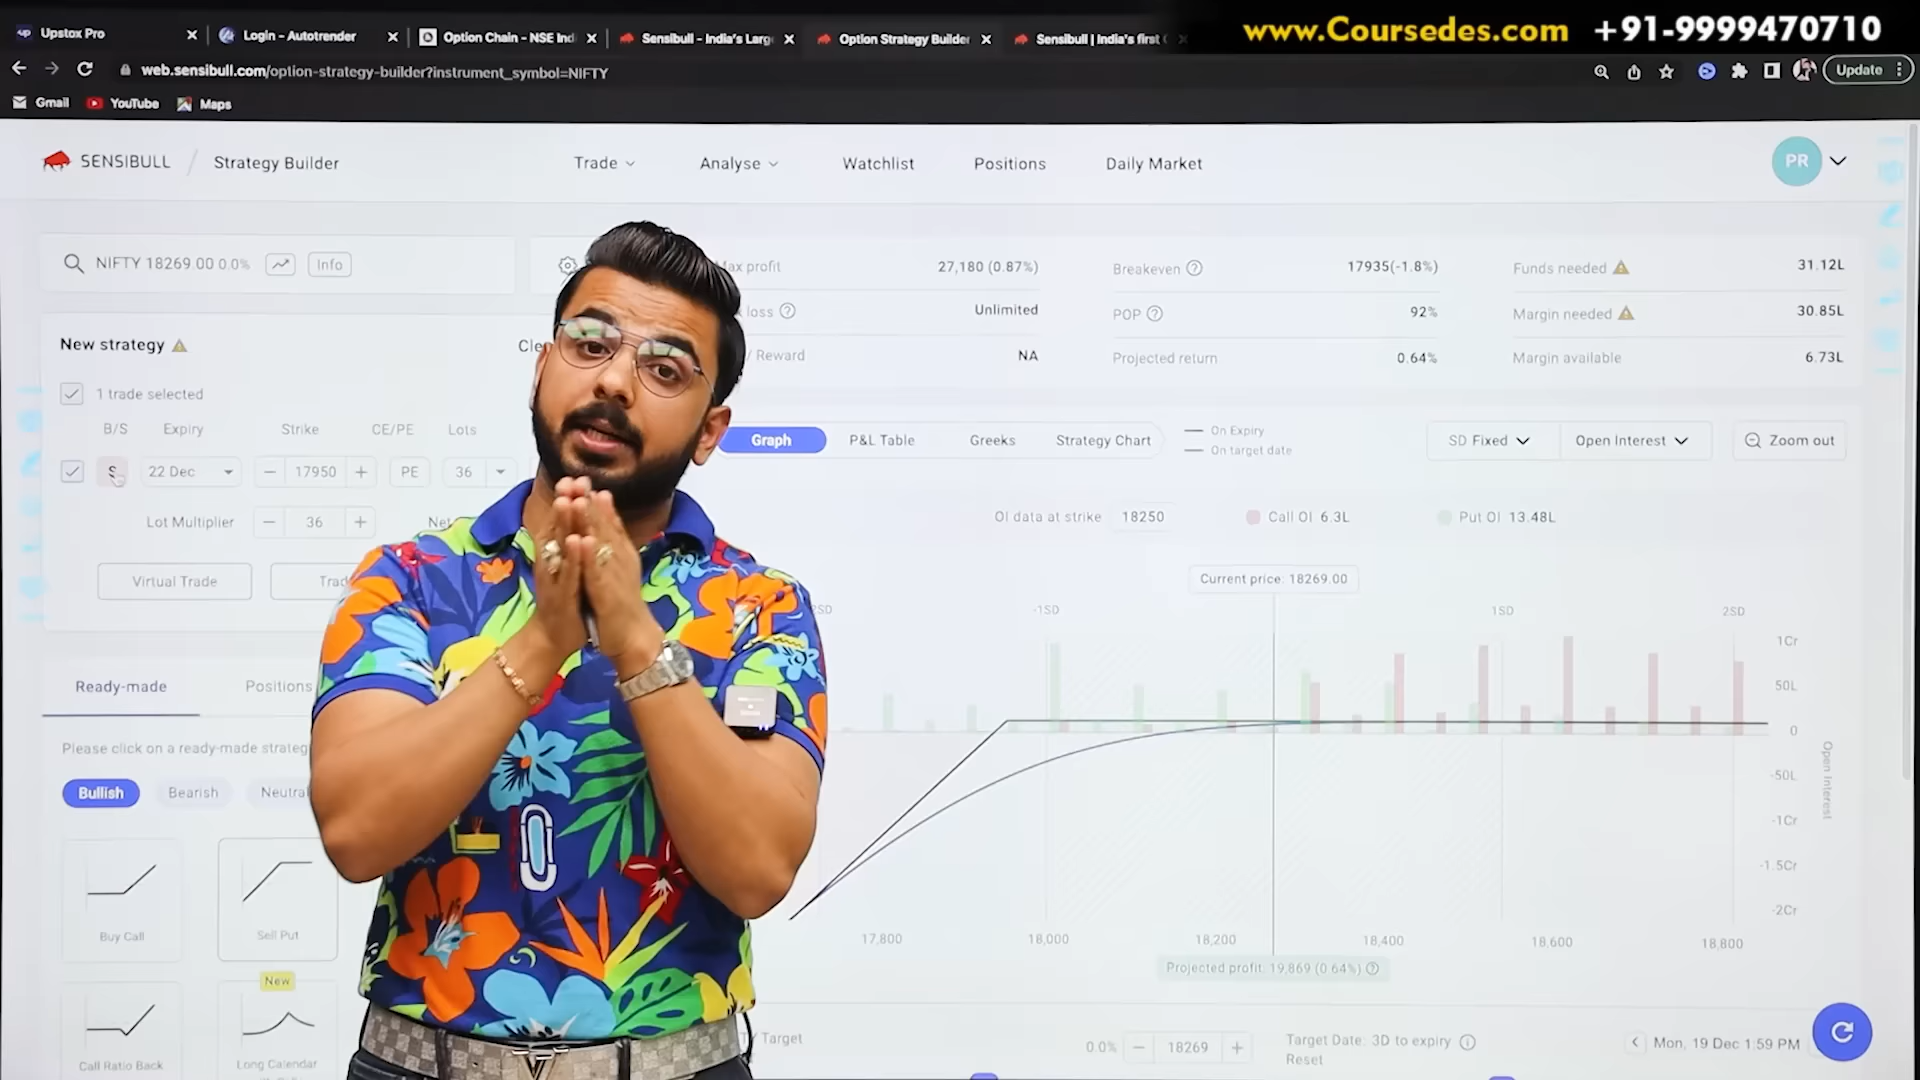 www.Coursedes.com +91-9999470710
Upstox Pro
Login - Autotrender
Option Chain - NSE Ind
Sensibull - India's Larg
Option Strategy Builder
Sensibull | India's first
web.sensibull.com/option-strategy-builder?instrument_symbol=NIFTY
Update
Gmail YouTube Maps
SENSIBULL / Strategy Builder
Trade Analyse Watchlist Positions Daily Market
PR
NIFTY 18269.00 0.0% Info
Max profit 27,180 (0.87%)
loss Unlimited
/ Reward NA
Breakeven 17935(-1.8%)
POP 92%
Projected return 0.64%
Funds needed 31.12L
Margin needed 30.85L
Margin available 6.73L
New strategy
1 trade selected
B/S Expiry Strike CE/PE Lots
S 22 Dec - 17950 + PE 36
Lot Multiplier - 36 +
Virtual Trade
Graph P&L Table Greeks Strategy Chart
On Expiry
On target date
SD Fixed Open Interest Zoom out
OI data at strike 18250 Call OI 6.3L Put OI 13.48L
Current price: 18269.00
-1SD 1SD 2SD
1Cr
50L
0
-50L
-1Cr
-1.5Cr
-2Cr
Open Interest
17,800 18,000 18,200 18,400 18,600 18,800
Projected profit: 19,869 (0.64%)
Ready-made Positions
Please click on a ready-made strateg
Bullish Bearish Neutral
Buy Call Sell Put
New
Call Ratio Back Long Calendar
Target
0.0% - 18269 +
Target Date: 3D to expiry
Reset
Mon, 19 Dec 1:59 PM